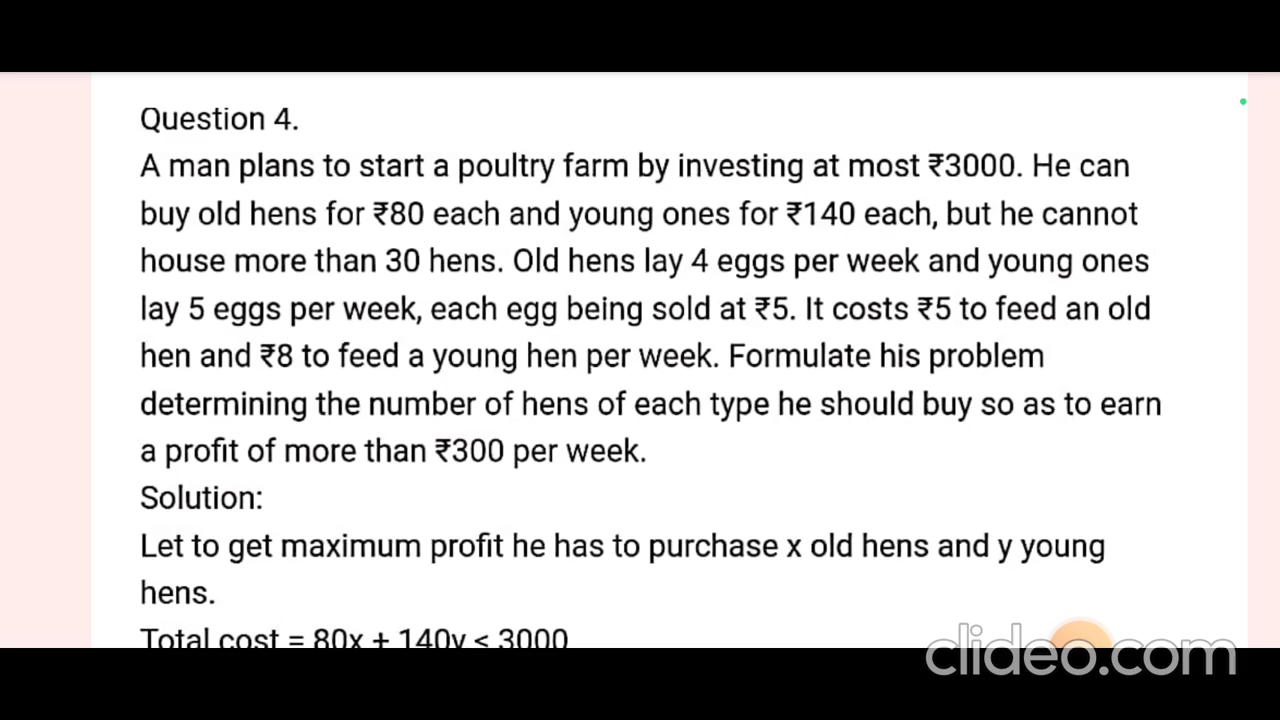 Question 4.
A man plans to start a poultry farm by investing at most ₹3000. He can
buy old hens for ₹80 each and young ones for ₹140 each, but he cannot
house more than 30 hens. Old hens lay 4 eggs per week and young ones
lay 5 eggs per week, each egg being sold at ₹5. It costs ₹5 to feed an old
hen and ₹8 to feed a young hen per week. Formulate his problem
determining the number of hens of each type he should buy so as to earn
a profit of more than ₹300 per week.
Solution:
Let to get maximum profit he has to purchase x old hens and y young
hens.
Total cost = 80x + 140y < 3000
clideo.com